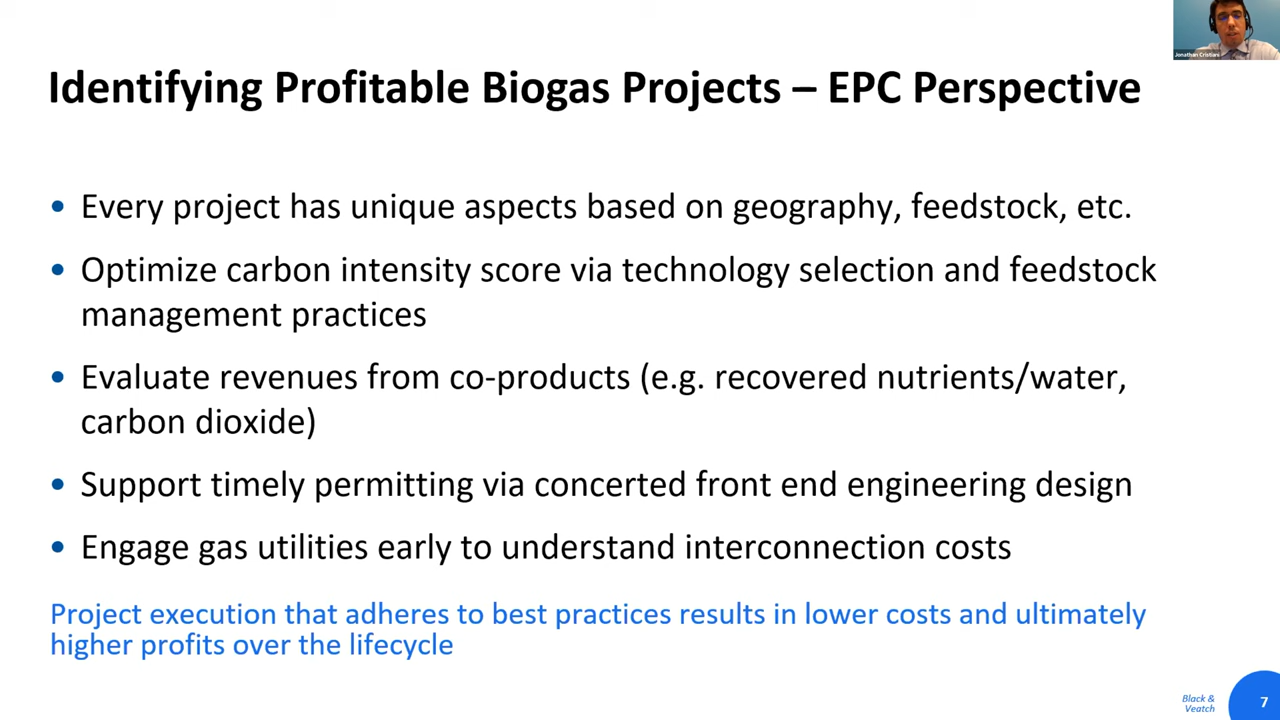 Jonathan Cristiani
Identifying Profitable Biogas Projects – EPC Perspective
• Every project has unique aspects based on geography, feedstock, etc.
• Optimize carbon intensity score via technology selection and feedstock
management practices
• Evaluate revenues from co-products (e.g. recovered nutrients/water,
carbon dioxide)
• Support timely permitting via concerted front end engineering design
• Engage gas utilities early to understand interconnection costs
Project execution that adheres to best practices results in lower costs and ultimately
higher profits over the lifecycle
Black &
Veatch
7